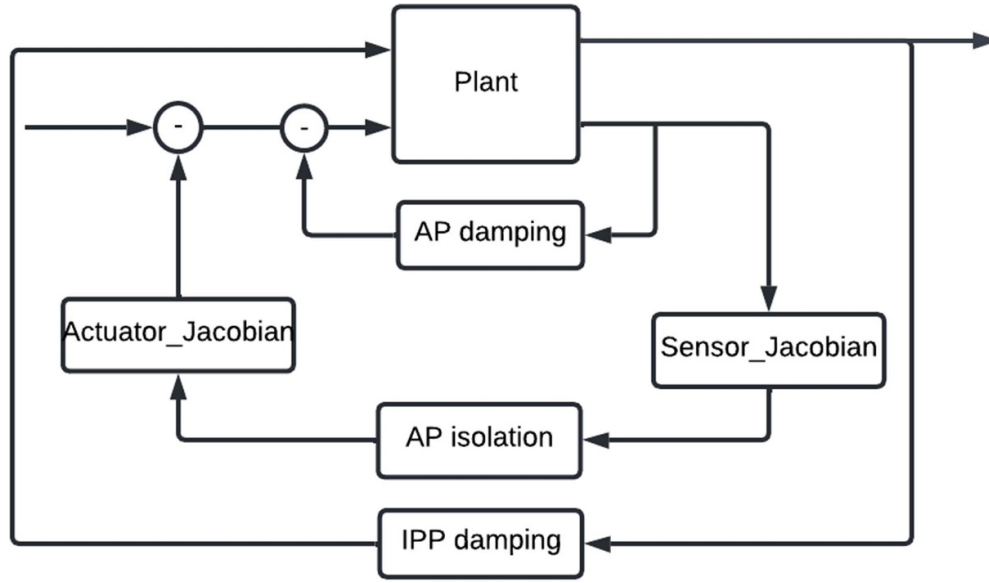 Plant
-
-
AP damping
Actuator_Jacobian
Sensor_Jacobian
AP isolation
IPP damping